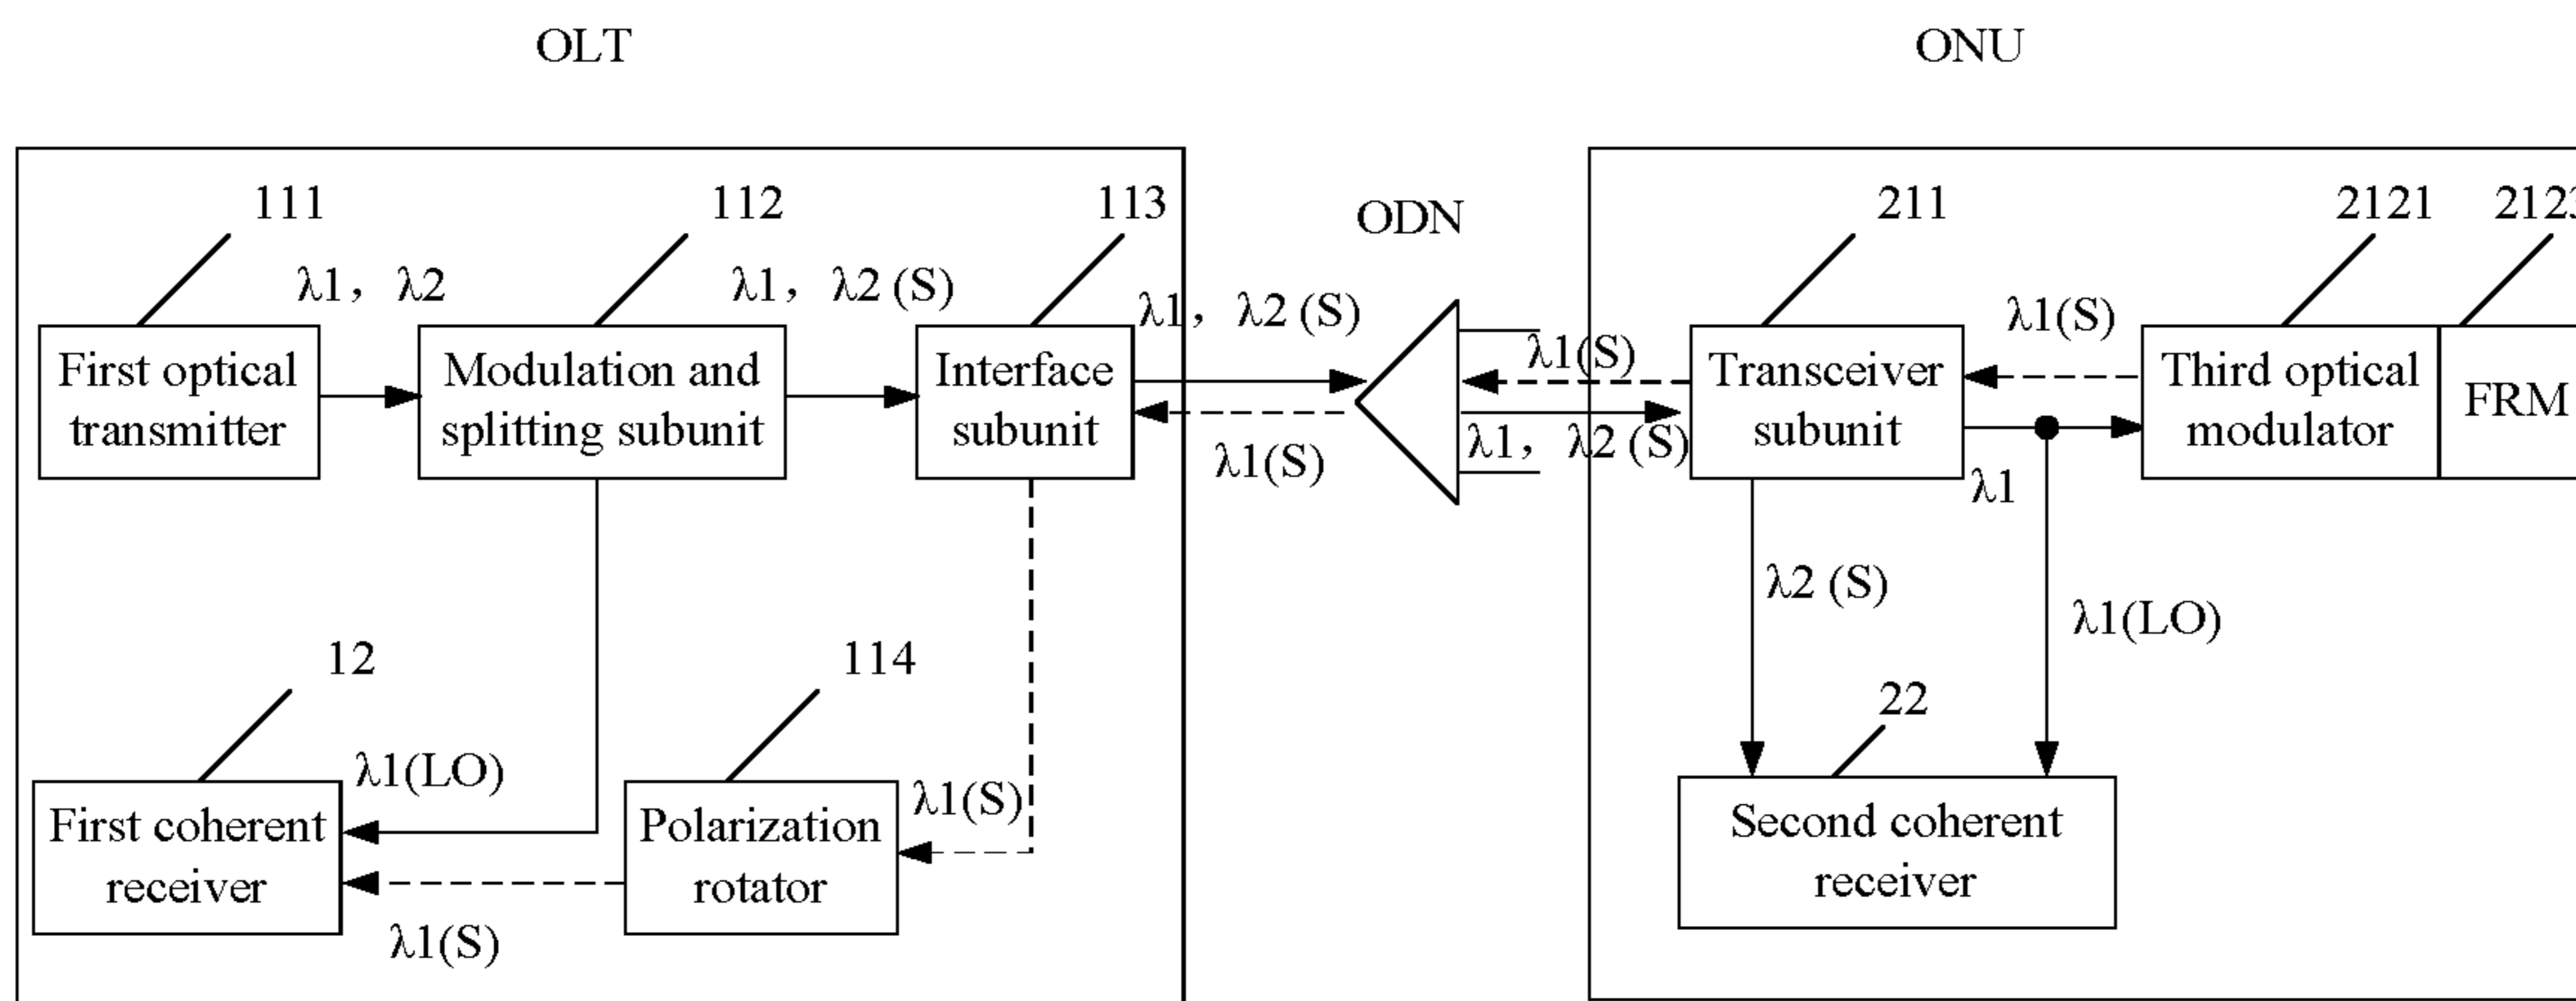 OLT
ONU
111
112
113
ODN
211
2121
212
λ1, λ2
λ1, λ2 (S)
λ1, λ2 (S)
λ1(S)
λ1(S)
First optical
transmitter
Modulation and
splitting subunit
Interface
subunit
λ1(S)
λ1, λ2 (S)
Transceiver
subunit
λ1
Third optical
modulator
FRM
λ2 (S)
λ1(LO)
12
114
22
λ1(LO)
λ1(S)
First coherent
receiver
Polarization
rotator
λ1(S)
Second coherent
receiver